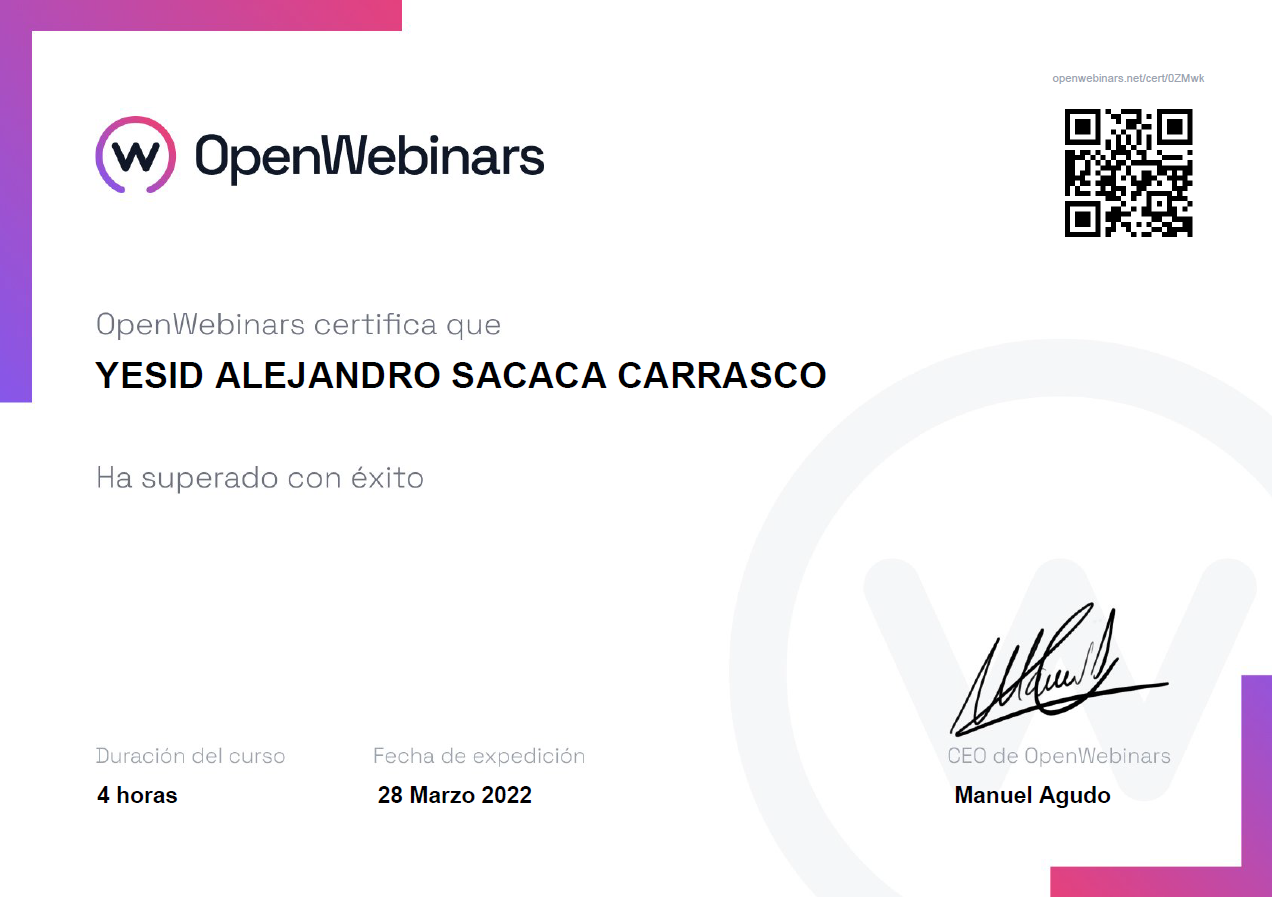 openwebinars.net/cert/0ZMwk
OpenWebinars
OpenWebinars certifica que
YESID ALEJANDRO SACACA CARRASCO
Ha superado con éxito
Duración del curso
4 horas
Fecha de expedición
28 Marzo 2022
CEO de OpenWebinars
Manuel Agudo